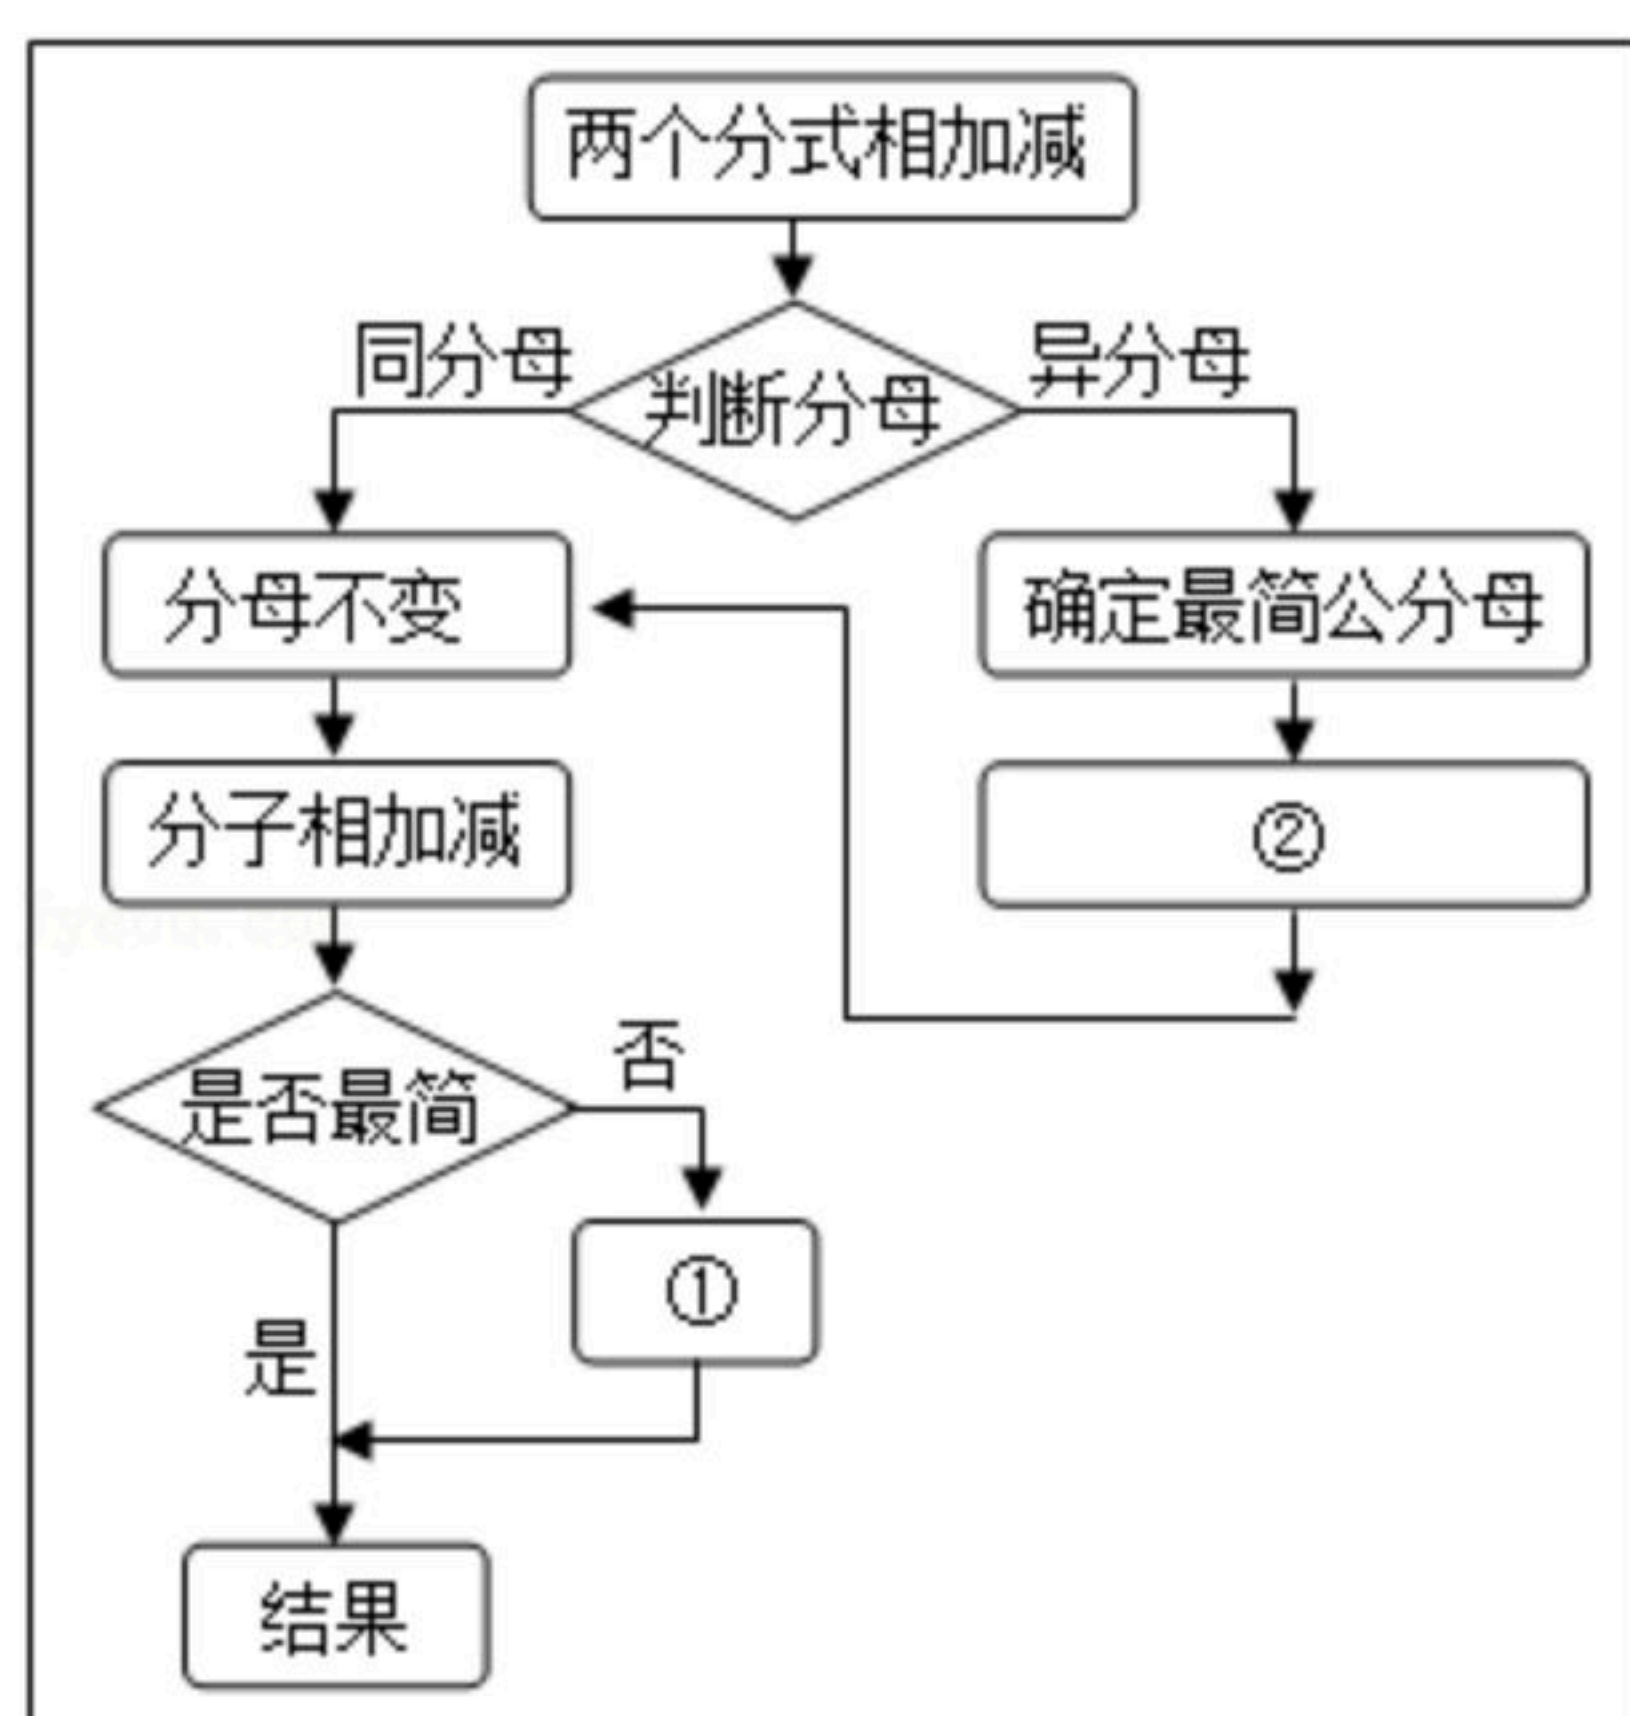 两个分式相加减
同分母
判断分母
异分母
分母不变
确定最简公分母
分子相加减
②
是否最简
否
①
是
结果